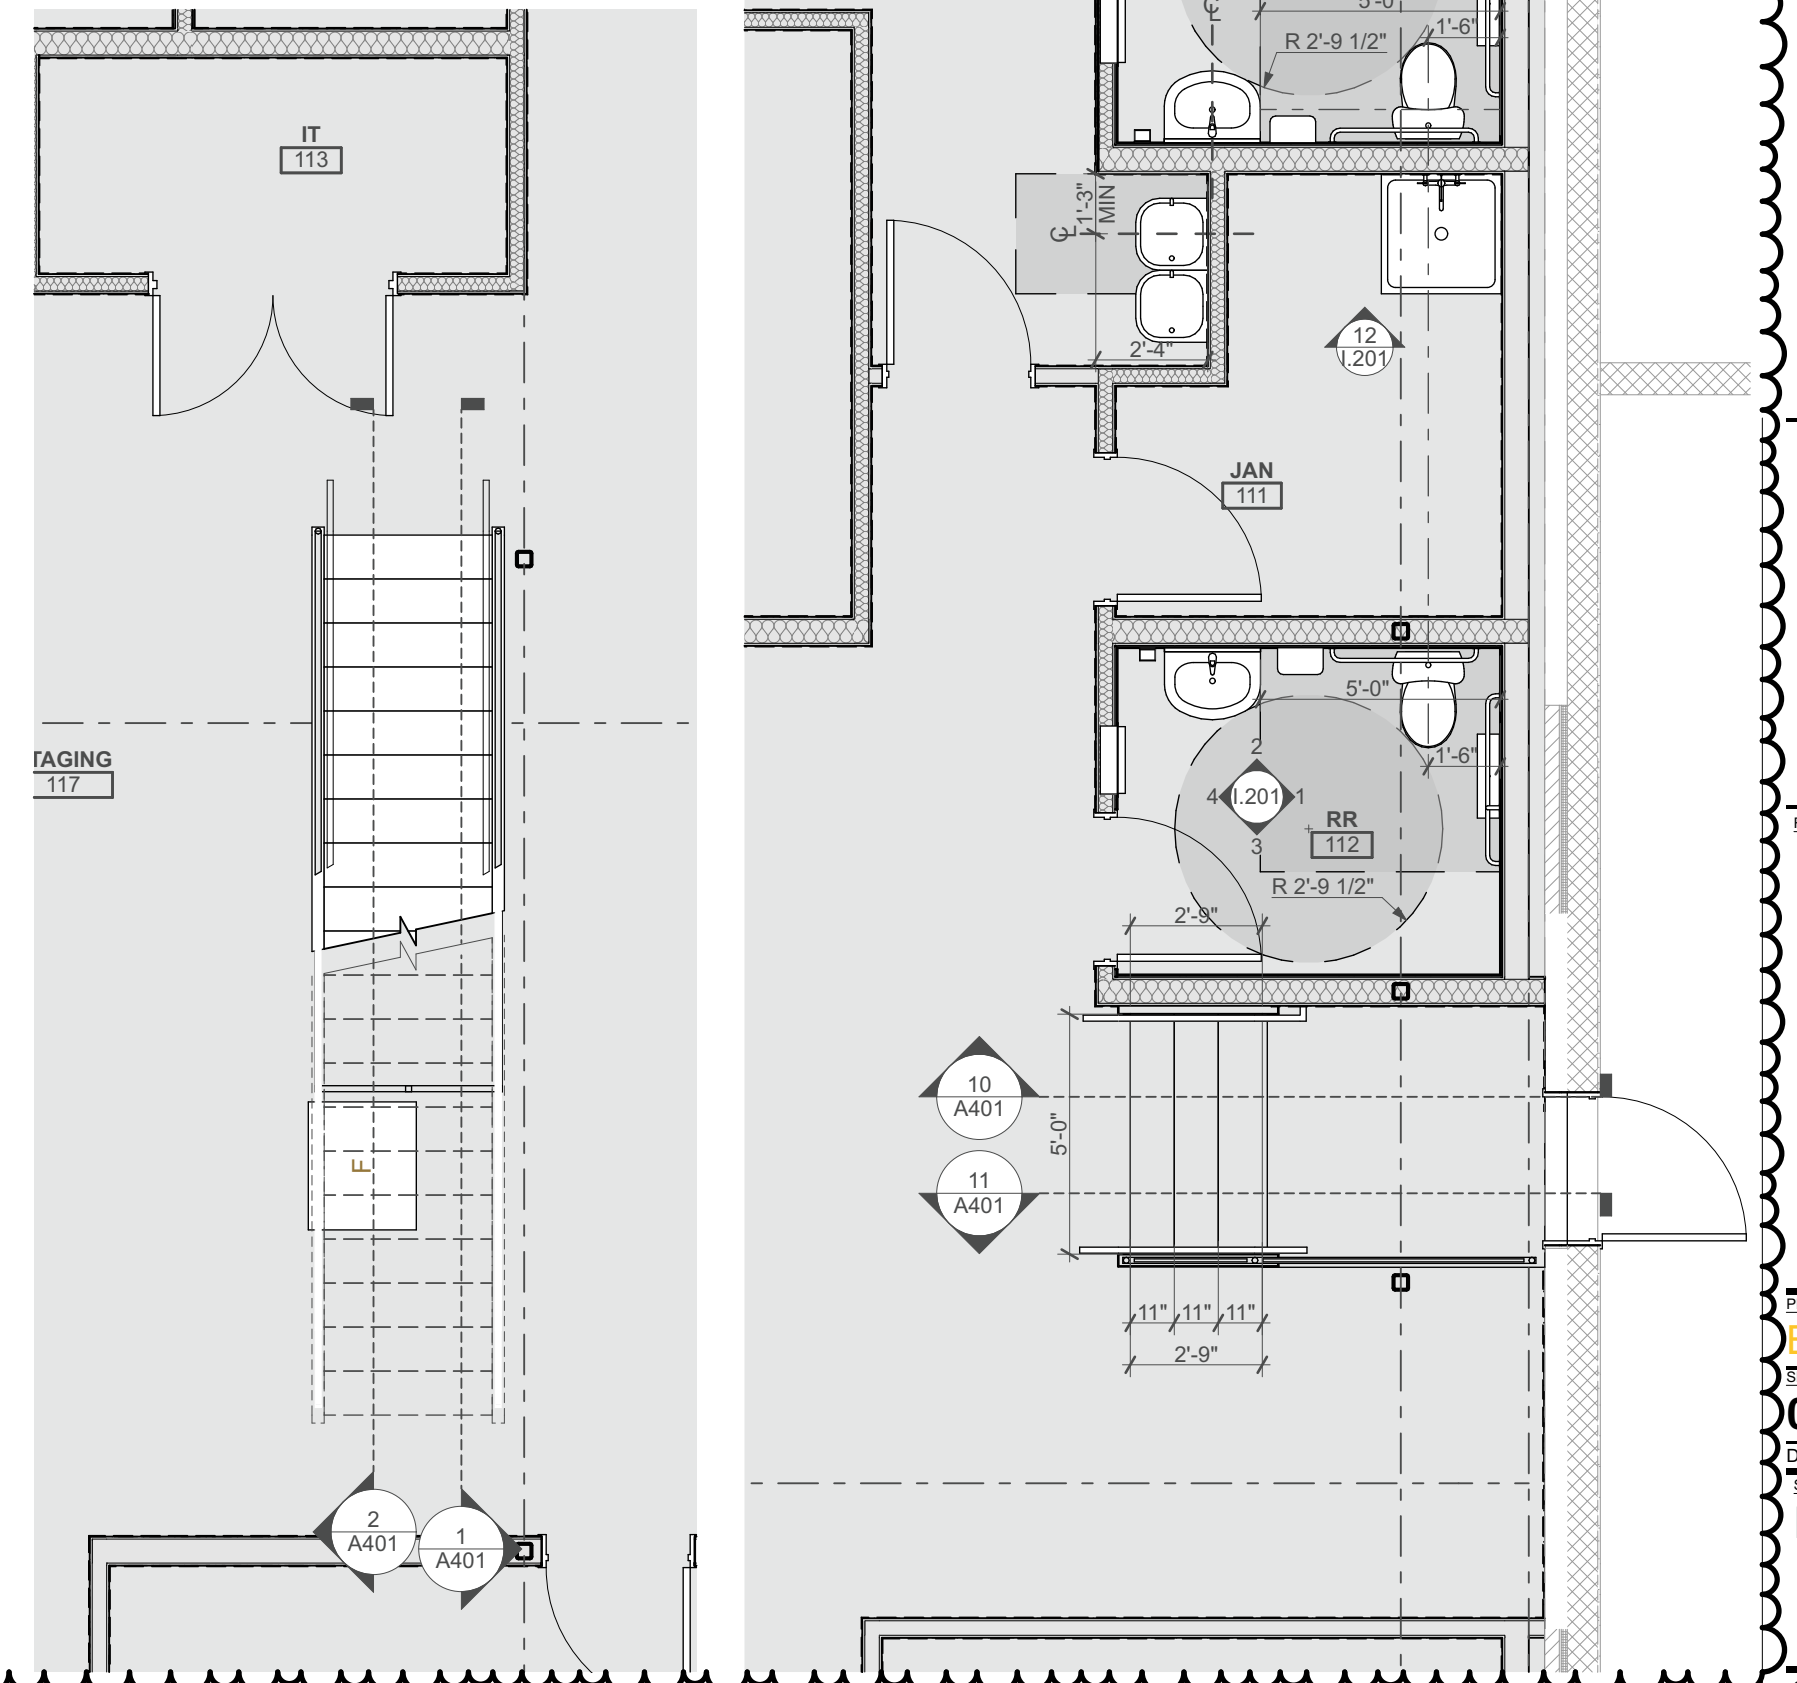 IT
113
TAGING
117
F
2
A401
1
A401
5'-0"
1'-6"
R 2'-9 1/2"
℄
1'-3"
MIN
℄
2'-4"
12
I.201
JAN
111
5'-0"
1'-6"
2
4 I.201 1
3
RR
112
R 2'-9 1/2"
2'-9"
10
A401
5'-0"
11
A401
11" 11" 11"
2'-9"